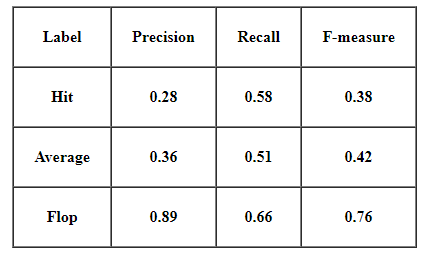 Label Precision Recall F-measure
Hit 0.28 0.58 0.38
Average 0.36 0.51 0.42
Flop 0.89 0.66 0.76